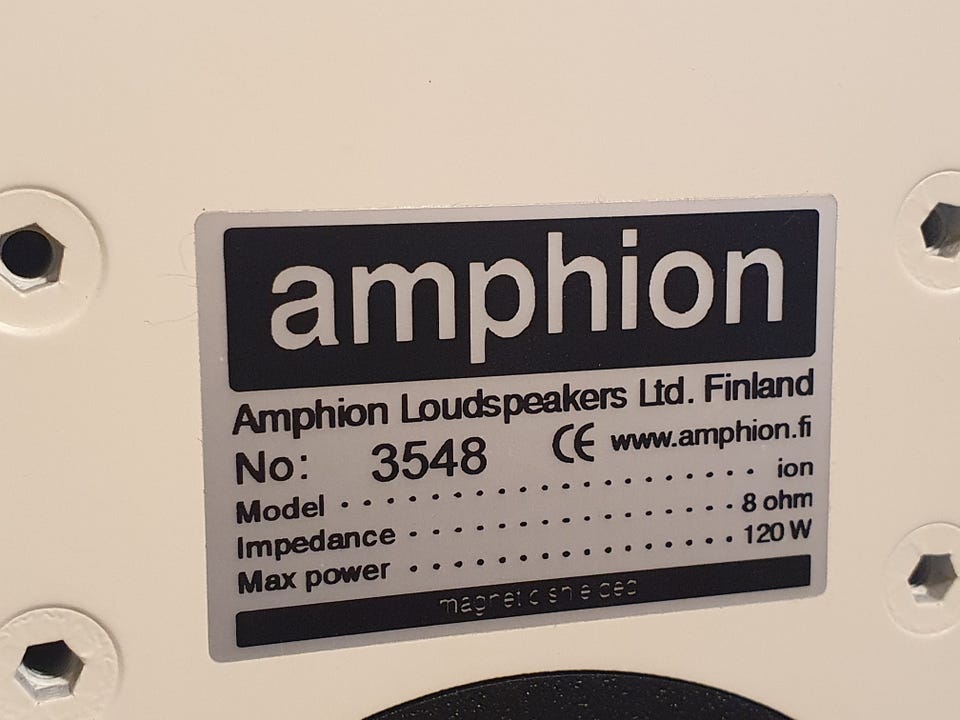 amphion
Amphion Loudspeakers Ltd. Finland
No: 3548 CE www.amphion.fi
Model . . . . . . . . . . . . . . . . . . . ion
Impedance . . . . . . . . . . . . . . . . 8 ohm
Max power . . . . . . . . . . . . . . . . 120 W
magnetic shielded